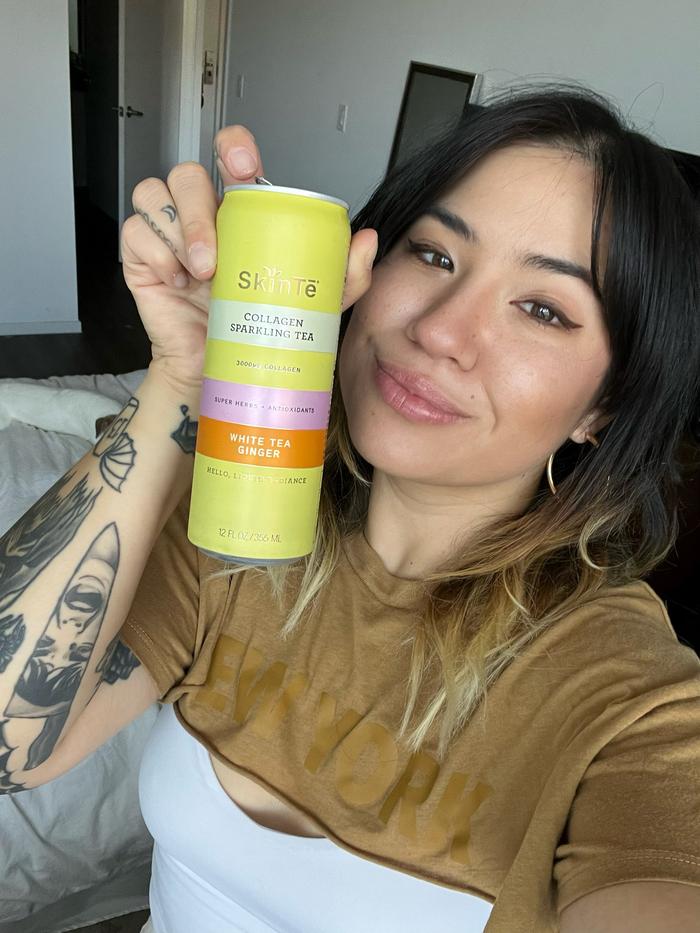 SkinTē
COLLAGEN
SPARKLING TEA
3000MG COLLAGEN
SUPER HERBS + ANTIOXIDANTS
WHITE TEA
GINGER
HELLO,
12 FL OZ/355 ML
EW YORK